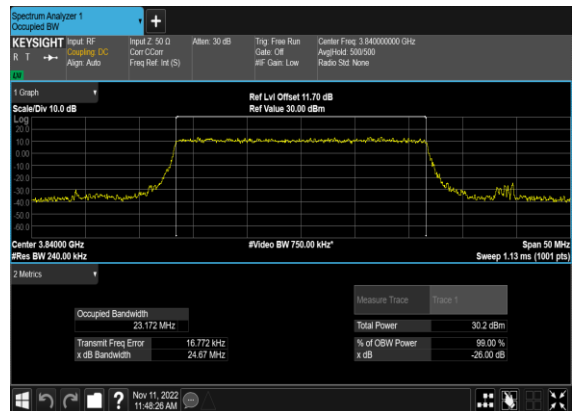 Spectrum Analyzer 1
Occupied BW
KEYSIGHT
R T
Input: RF
Coupling: DC
Align: Auto
Input Z: 50 Ω
Corr CCorr
Freq Ref: Int (S)
Atten: 30 dB
Trig: Free Run
Gate: Off
#IF Gain: Low
Center Freq: 3.840000000 GHz
Avg|Hold: 500/500
Radio Std: None
1 Graph
Scale/Div 10.0 dB
Ref Lvl Offset 11.70 dB
Ref Value 30.00 dBm
Log
20.0
10.0
0.00
-10.0
-20.0
-30.0
-40.0
-50.0
-60.0
Center 3.84000 GHz
#Res BW 240.00 kHz
#Video BW 750.00 kHz*
Span 50 MHz
Sweep 1.13 ms (1001 pts)
2 Metrics
Measure Trace Trace 1
Occupied Bandwidth
23.172 MHz
Total Power 30.2 dBm
Transmit Freq Error 16.772 kHz
% of OBW Power 99.00 %
x dB Bandwidth 24.67 MHz
x dB -26.00 dB
Nov 11, 2022
11:48:26 AM